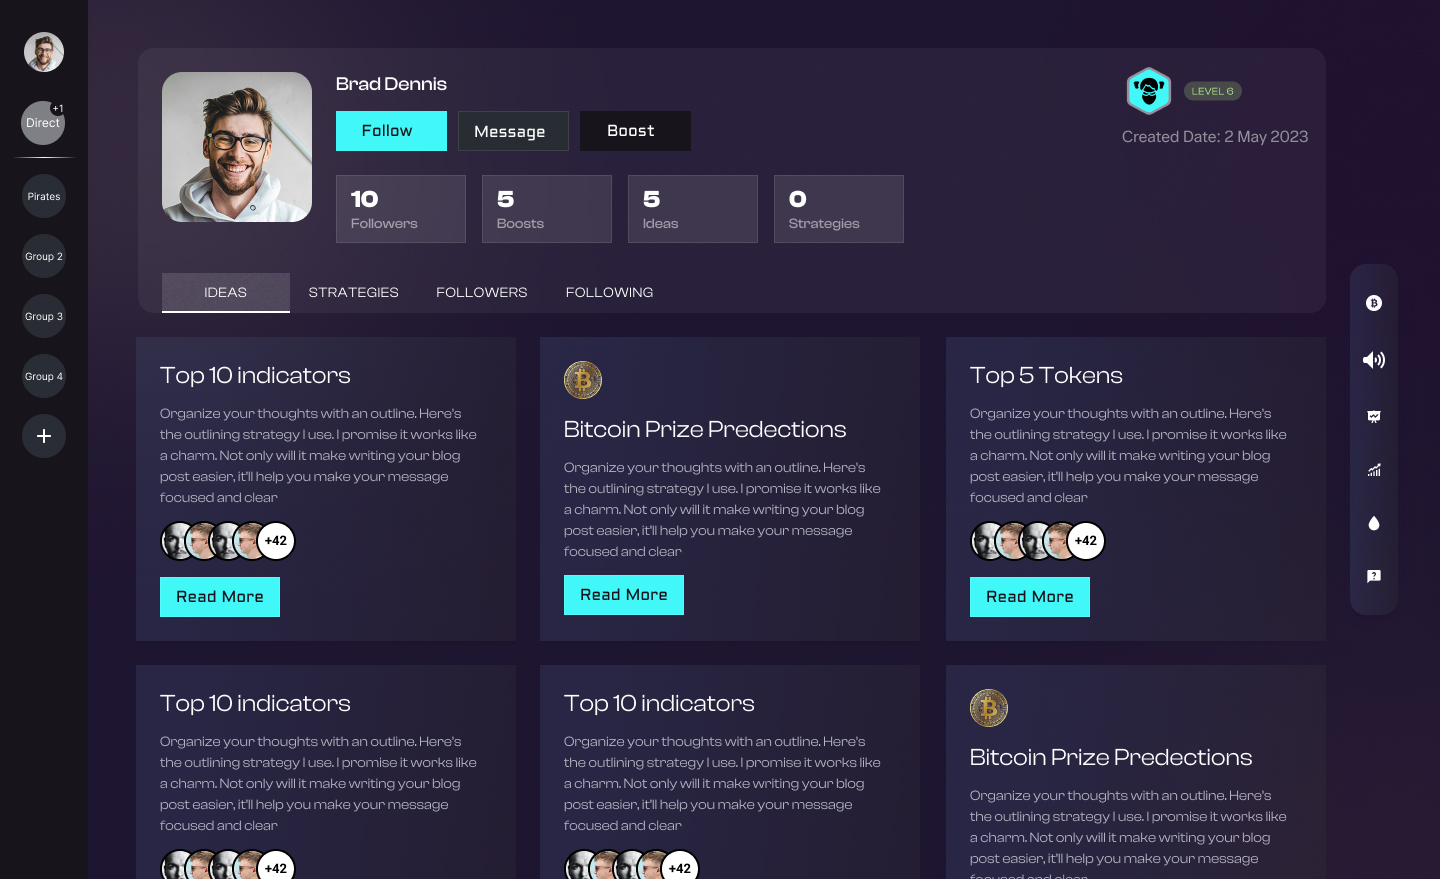 +1
Direct
Pirates
Group 2
Group 3
Group 4
Brad Dennis
Follow
Message
Boost
LEVEL 6
Created Date: 2 May 2023
10
Followers
5
Boosts
5
Ideas
0
Strategies
IDEAS
STRATEGIES
FOLLOWERS
FOLLOWING
Top 10 indicators
Organize your thoughts with an outline. Here's
the outlining strategy I use. I promise it works like
a charm. Not only will it make writing your blog
post easier, it'll help you make your message
focused and clear
+42
Read More
Bitcoin Prize Predections
Organize your thoughts with an outline. Here's
the outlining strategy I use. I promise it works like
a charm. Not only will it make writing your blog
post easier, it'll help you make your message
focused and clear
Read More
Top 5 Tokens
Organize your thoughts with an outline. Here's
the outlining strategy I use. I promise it works like
a charm. Not only will it make writing your blog
post easier, it'll help you make your message
focused and clear
+42
Read More
Top 10 indicators
Organize your thoughts with an outline. Here's
the outlining strategy I use. I promise it works like
a charm. Not only will it make writing your blog
post easier, it'll help you make your message
focused and clear
+42
Top 10 indicators
Organize your thoughts with an outline. Here's
the outlining strategy I use. I promise it works like
a charm. Not only will it make writing your blog
post easier, it'll help you make your message
focused and clear
+42
Bitcoin Prize Predections
Organize your thoughts with an outline. Here's
the outlining strategy I use. I promise it works like
a charm. Not only will it make writing your blog
post easier, it'll help you make your message
focused and clear